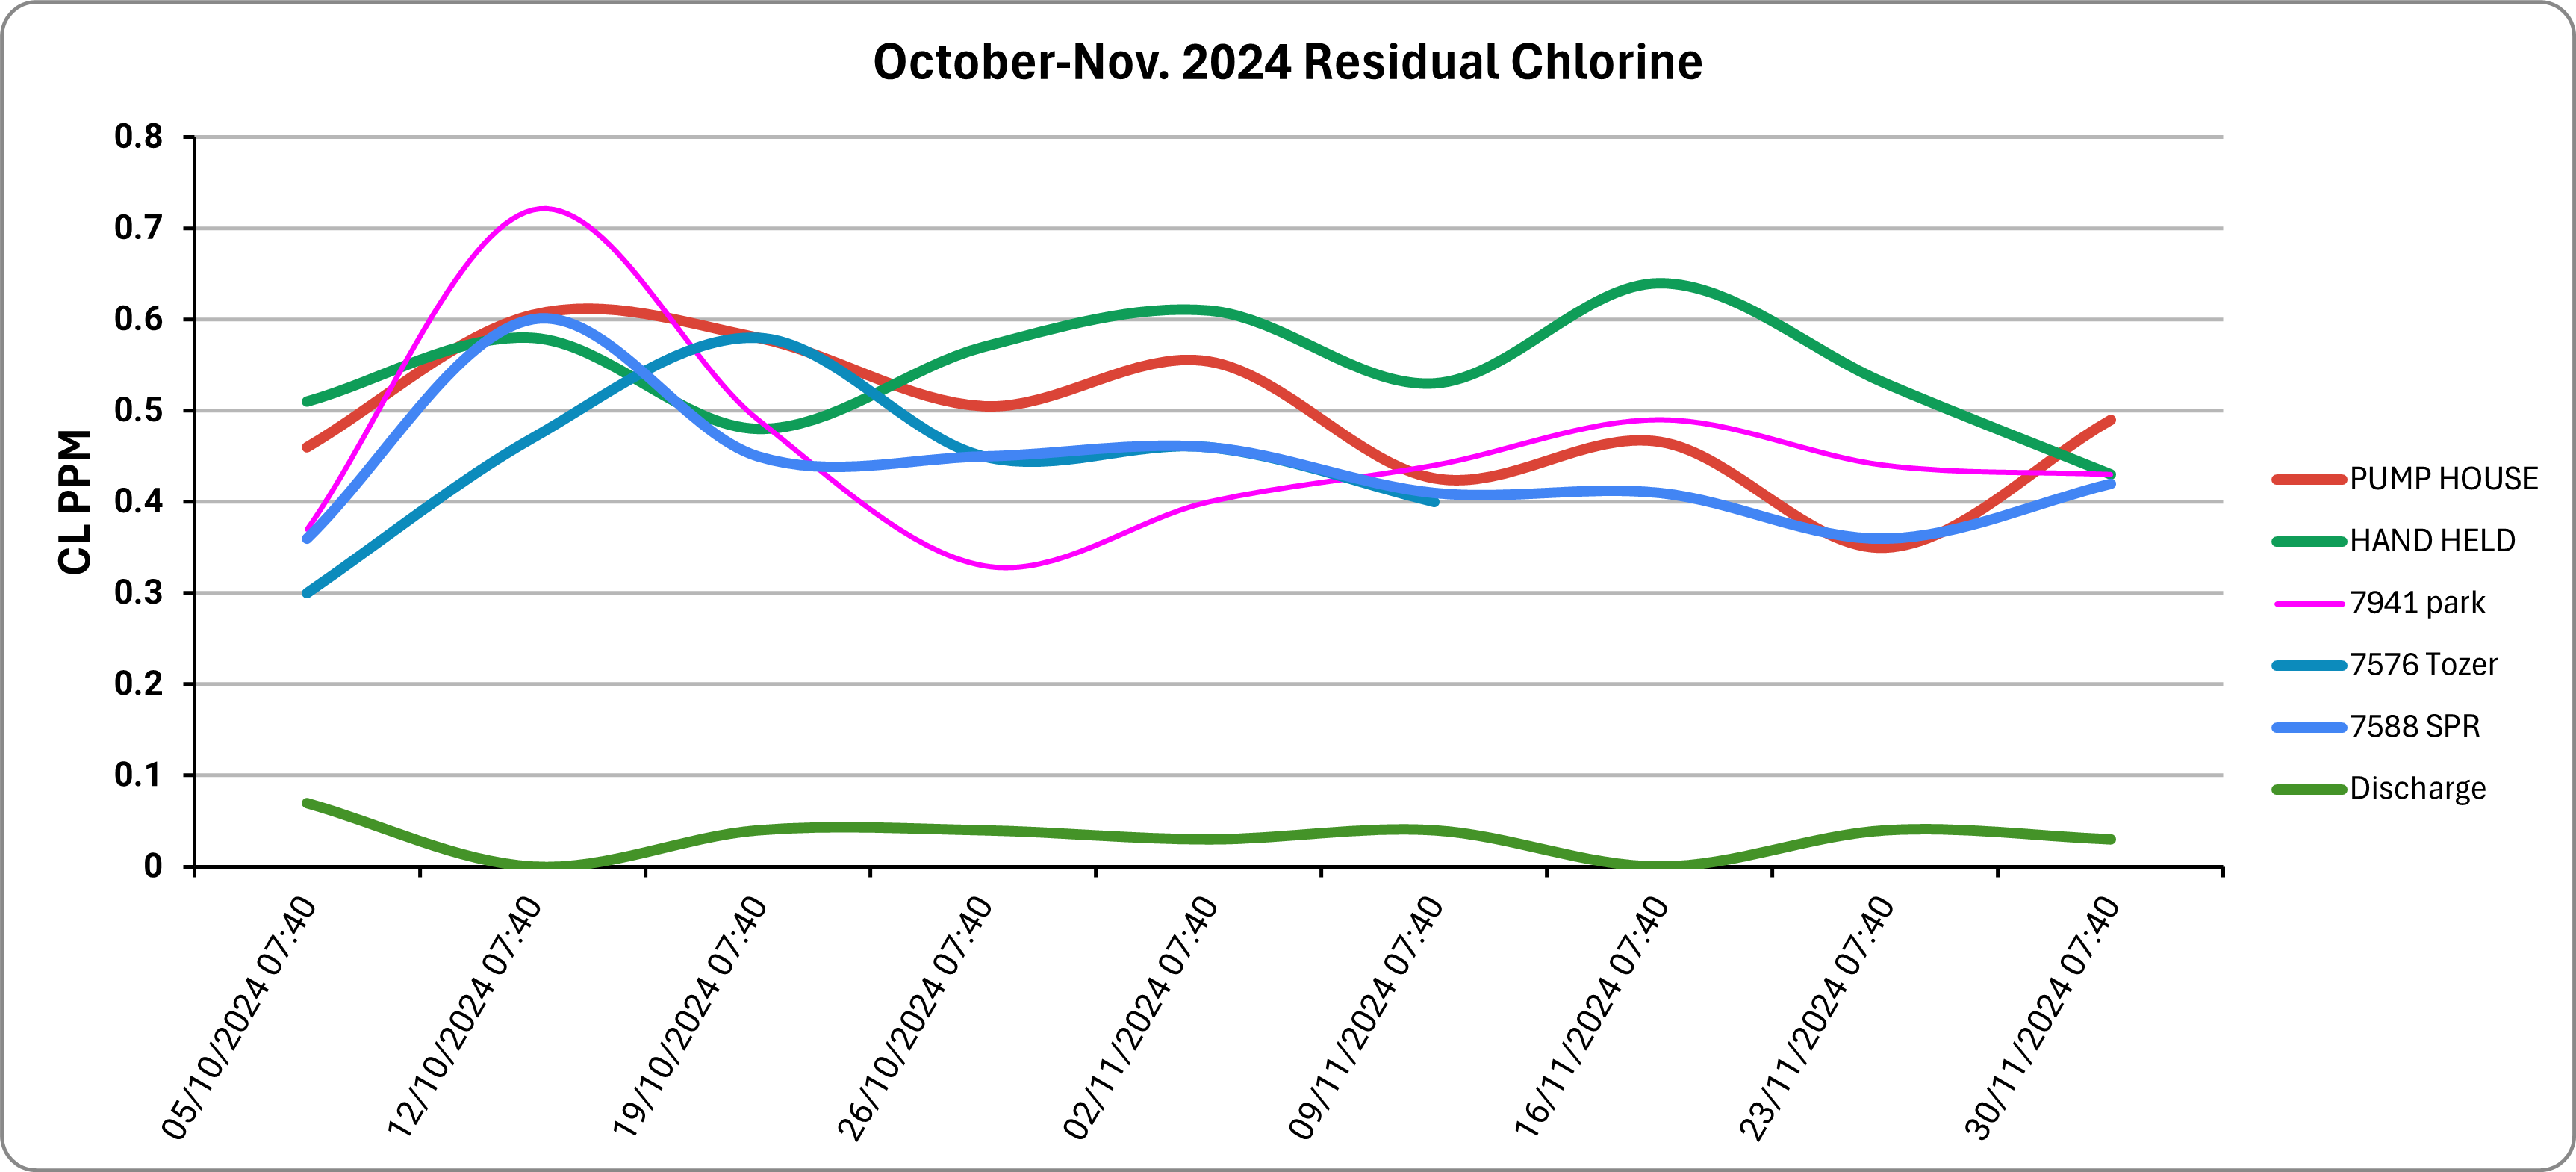 October-Nov. 2024 Residual Chlorine
CL PPM
0.8
0.7
0.6
0.5
0.4
0.3
0.2
0.1
0
PUMP HOUSE
HAND HELD
7941 park
7576 Tozer
7588 SPR
Discharge
05/10/2024 07:40
12/10/2024 07:40
19/10/2024 07:40
26/10/2024 07:40
02/11/2024 07:40
09/11/2024 07:40
16/11/2024 07:40
23/11/2024 07:40
30/11/2024 07:40